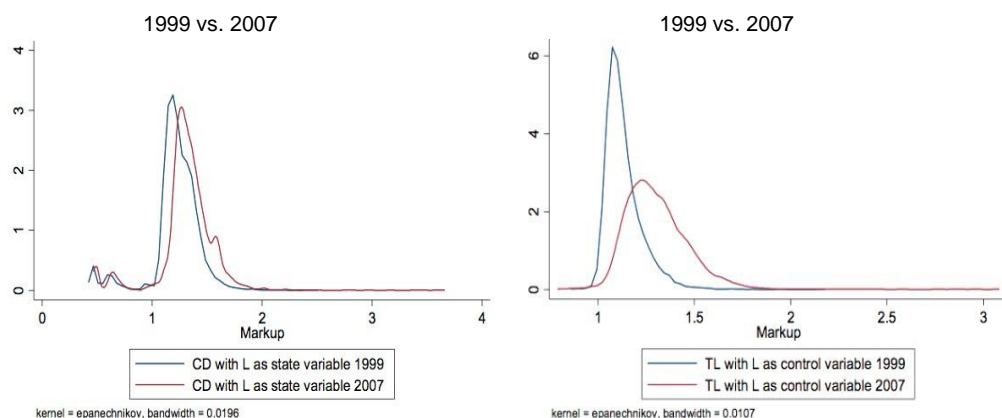 1999 vs. 2007
4
3
2
1
0
0
1
2
3
4
Markup
CD with L as state variable 1999
CD with L as state variable 2007
kernel = epanechnikov, bandwidth = 0.0196
1999 vs. 2007
6
4
2
0
1
1.5
2
2.5
3
Markup
TL with L as control variable 1999
TL with L as control variable 2007
kernel = epanechnikov, bandwidth = 0.0107